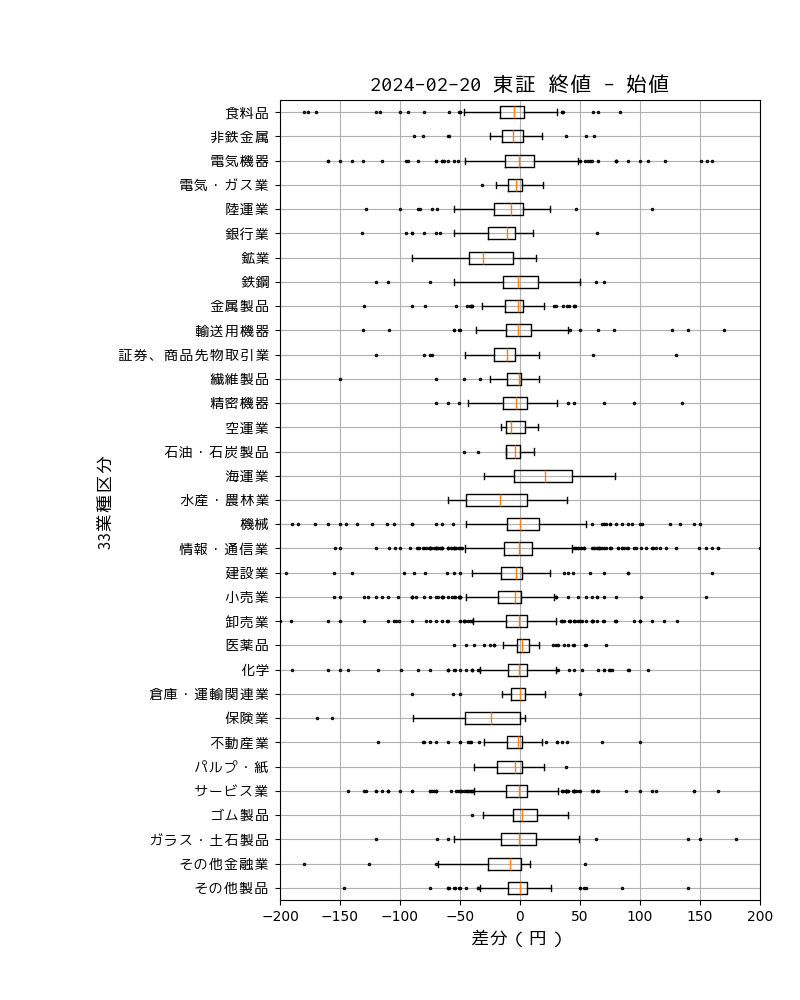 2024-02-20 東証 終値 - 始値
食料品
非鉄金属
電気機器
電気・ガス業
陸運業
銀行業
鉱業
鉄鋼
金属製品
輸送用機器
証券、商品先物取引業
繊維製品
精密機器
空運業
石油・石炭製品
海運業
水産・農林業
機械
情報・通信業
建設業
小売業
卸売業
医薬品
化学
倉庫・運輸関連業
保険業
不動産業
パルプ・紙
サービス業
ゴム製品
ガラス・土石製品
その他金融業
その他製品
33業種区分
−200 −150 −100 −50 0 50 100 150 200
差分（円）